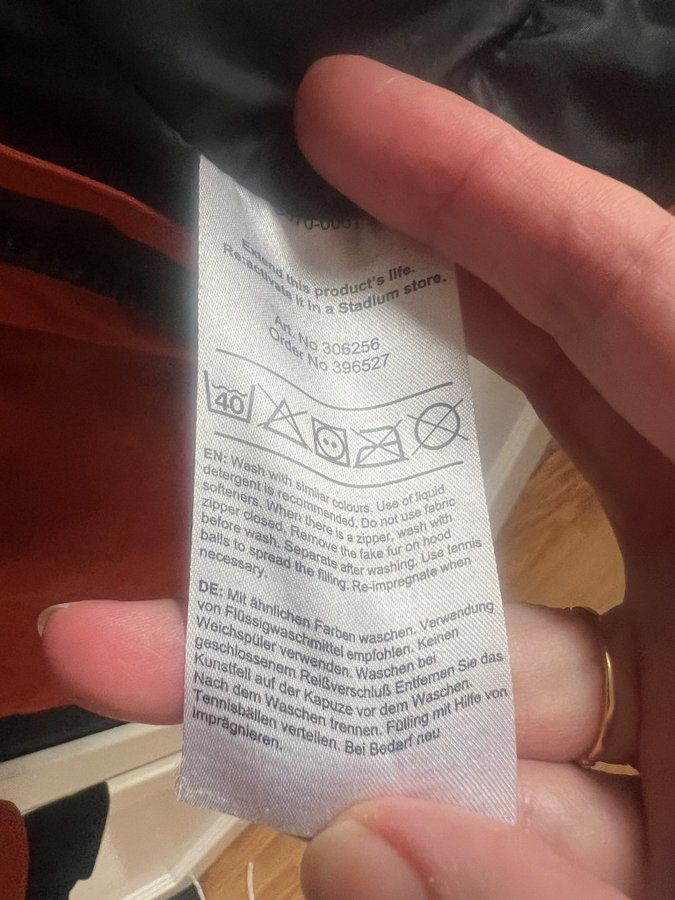 Extend this product's life.
Re-activate it in a Stadium store.
Art. No 306256
Order No 396527
40
EN: Wash with similar colours. Use of liquid
detergent is recommended. Do not use fabric
softeners. When there is a zipper, wash with
zipper closed. Remove the fake fur on hood
before wash. Separate after washing. Use tennis
balls to spread the filling. Re-impregnate when
necessary.
DE: Mit ähnlichen Farben waschen. Verwendung
von Flüssigwaschmittel empfohlen. Keinen
Weichspüler verwenden. Waschen bei
geschlossenem Reißverschluß Entfernen Sie das
Kunstfell auf der Kapuze vor dem Waschen.
Nach dem Waschen trennen. Fülling mit Hilfe von
Tennisbällen verteilen. Bei Bedarf neu
imprägnieren.